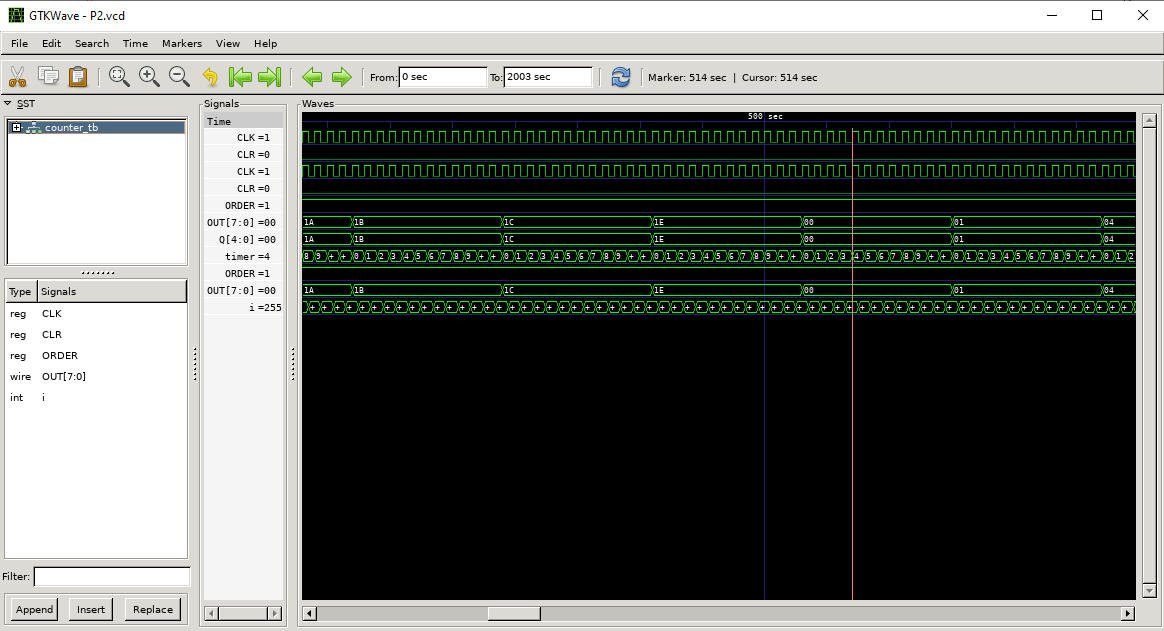 GTKWave - P2.vcd
File Edit Search Time Markers View Help
From: 0 sec To: 2003 sec Marker: 514 sec | Cursor: 514 sec
SST
counter_tb
Type Signals
reg CLK
reg CLR
reg ORDER
wire OUT[7:0]
int i
Filter:
Append Insert Replace
Signals
Time
CLK =1
CLR =0
CLK =1
CLR =0
ORDER =1
OUT[7:0] =00
Q[4:0] =00
timer =4
ORDER =1
OUT[7:0] =00
i =255
Waves
500 sec
1A 1B 1C 1E 00 01 04
1A 1B 1C 1E 00 01 04
8 9 + + 0 1 2 3 4 5 6 7 8 9 + + 0 1 2 3 4 5 6 7 8 9 + + 0 1 2 3 4 5 6 7 8 9 + + 0 1 2 3 4 5 6 7 8 9 + + 0 1 2 3 4 5 6 7 8 9 + + 0 1 2
1A 1B 1C 1E 00 01 04
+ + + + + + + + + + + + + + + + + + + + + + + + + + + + + + + + + + + + + + + + + + + + + + + + + + + + + + + + + + + + + + + + + + +